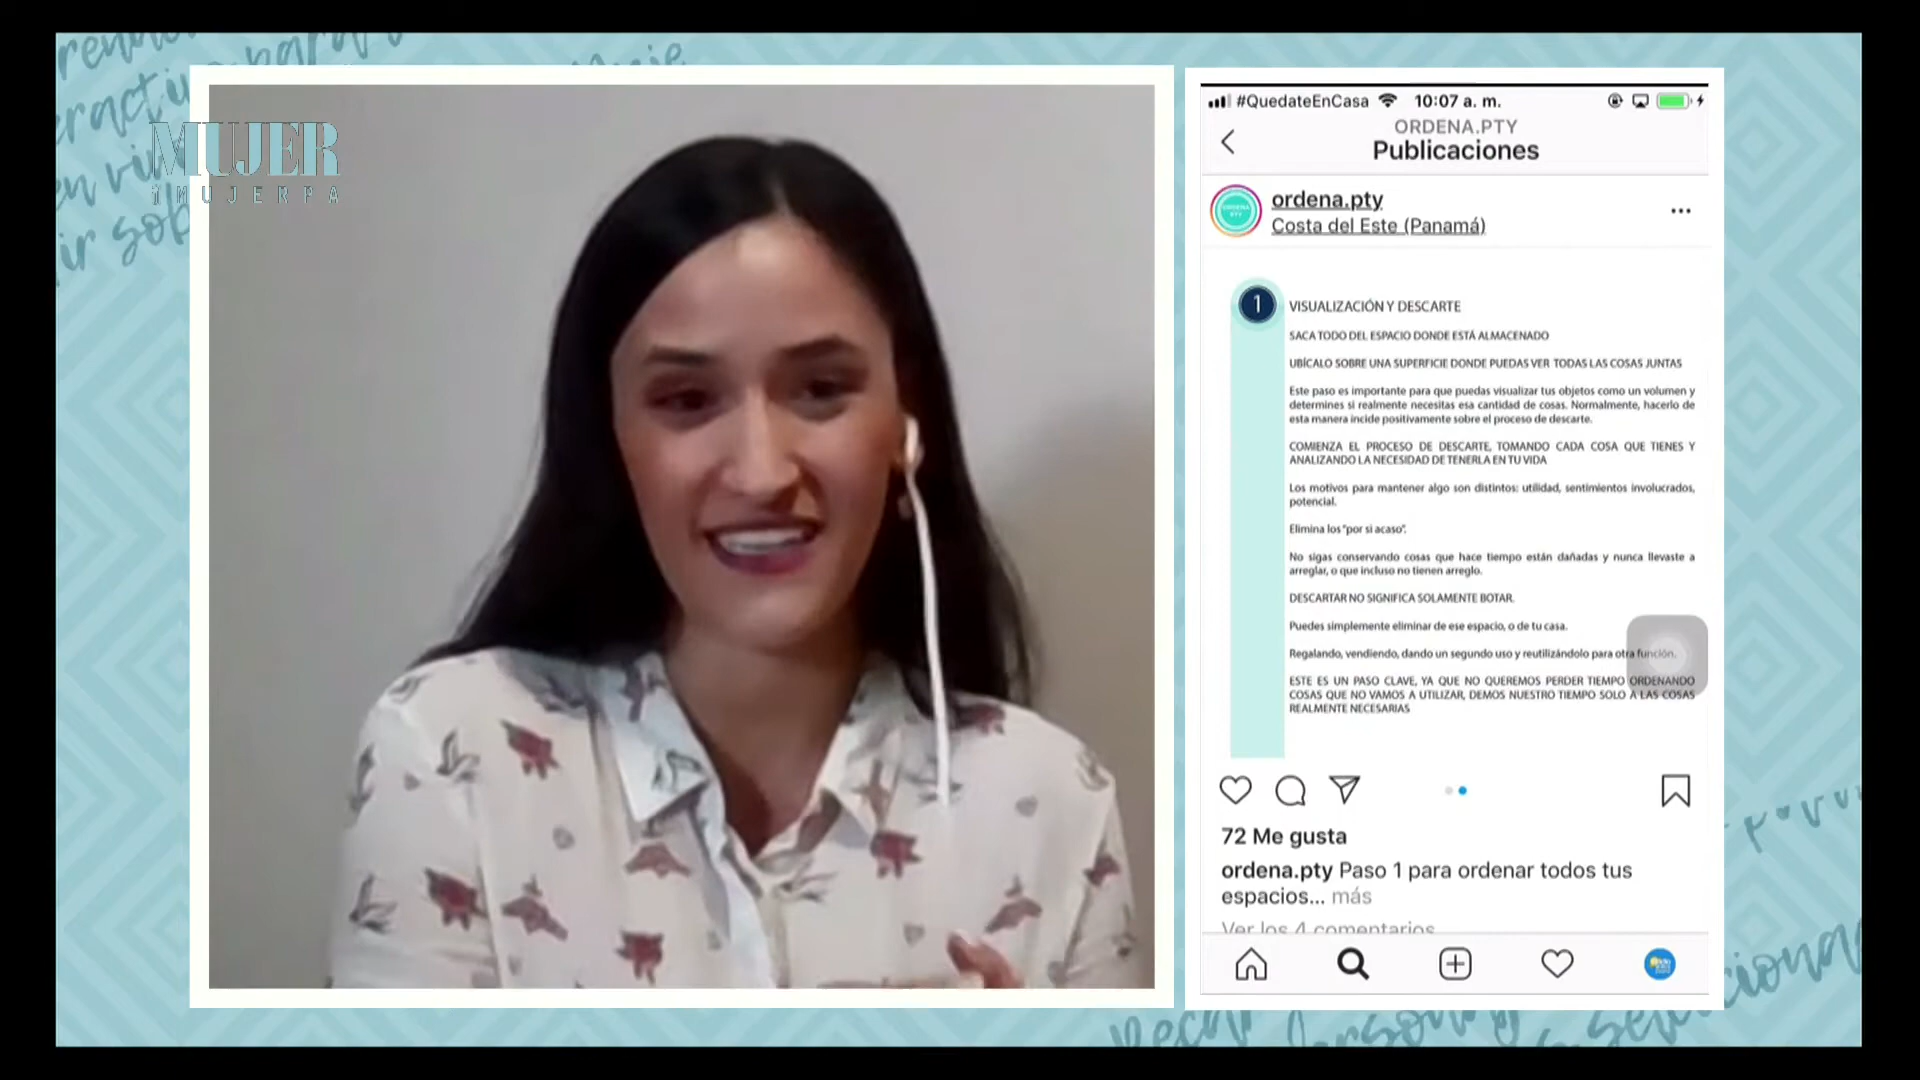 MUJER
@MUJERPA
#QuedateEnCasa 10:07 a. m.
ORDENA.PTY
Publicaciones
ordena.pty
Costa del Este (Panamá)
1
VISUALIZACIÓN Y DESCARTE
SACA TODO DEL ESPACIO DONDE ESTÁ ALMACENADO
UBÍCALO SOBRE UNA SUPERFICIE DONDE PUEDAS VER TODAS LAS COSAS JUNTAS
Este paso es importante para que puedas visualizar tus objetos como un volumen y
determines si realmente necesitas esa cantidad de cosas. Normalmente, hacerlo de
esta manera incide positivamente sobre el proceso de descarte.
COMIENZA EL PROCESO DE DESCARTE, TOMANDO CADA COSA QUE TIENES Y
ANALIZANDO LA NECESIDAD DE TENERLA EN TU VIDA
Los motivos para mantener algo son distintos: utilidad, sentimientos involucrados,
potencial.
Elimina los "por si acaso".
No sigas conservando cosas que hace tiempo están dañadas y nunca llevaste a
arreglar, o que incluso no tienen arreglo.
DESCARTAR NO SIGNIFICA SOLAMENTE BOTAR.
Puedes simplemente eliminar de ese espacio, o de tu casa.
Regalando, vendiendo, dando un segundo uso y reutilizándolo para otra función.
ESTE ES UN PASO CLAVE, YA QUE NO QUEREMOS PERDER TIEMPO ORDENANDO
COSAS QUE NO VAMOS A UTILIZAR, DEMOS NUESTRO TIEMPO SOLO A LAS COSAS
REALMENTE NECESARIAS
72 Me gusta
ordena.pty Paso 1 para ordenar todos tus
espacios... más
Ver los 4 comentarios